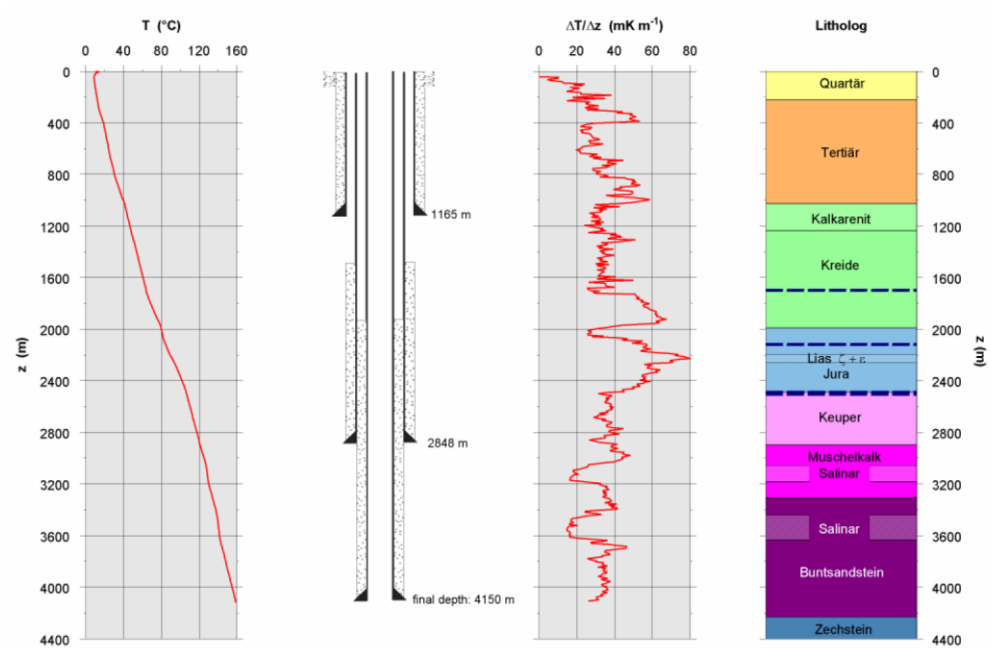 T (°C)
0 40 80 120 160
z (m)
0
400
800
1200
1600
2000
2400
2800
3200
3600
4000
4400
1165 m
2848 m
final depth: 4150 m
ΔT/Δz (mK m⁻¹)
0 20 40 60 80
Litholog
Quartär
Tertiär
Kalkarenit
Kreide
Lias ζ + ε
Jura
Keuper
Muschelkalk
Salinar
Salinar
Buntsandstein
Zechstein
0
400
800
1200
1600
2000
2400
2800
3200
3600
4000
4400
z (m)